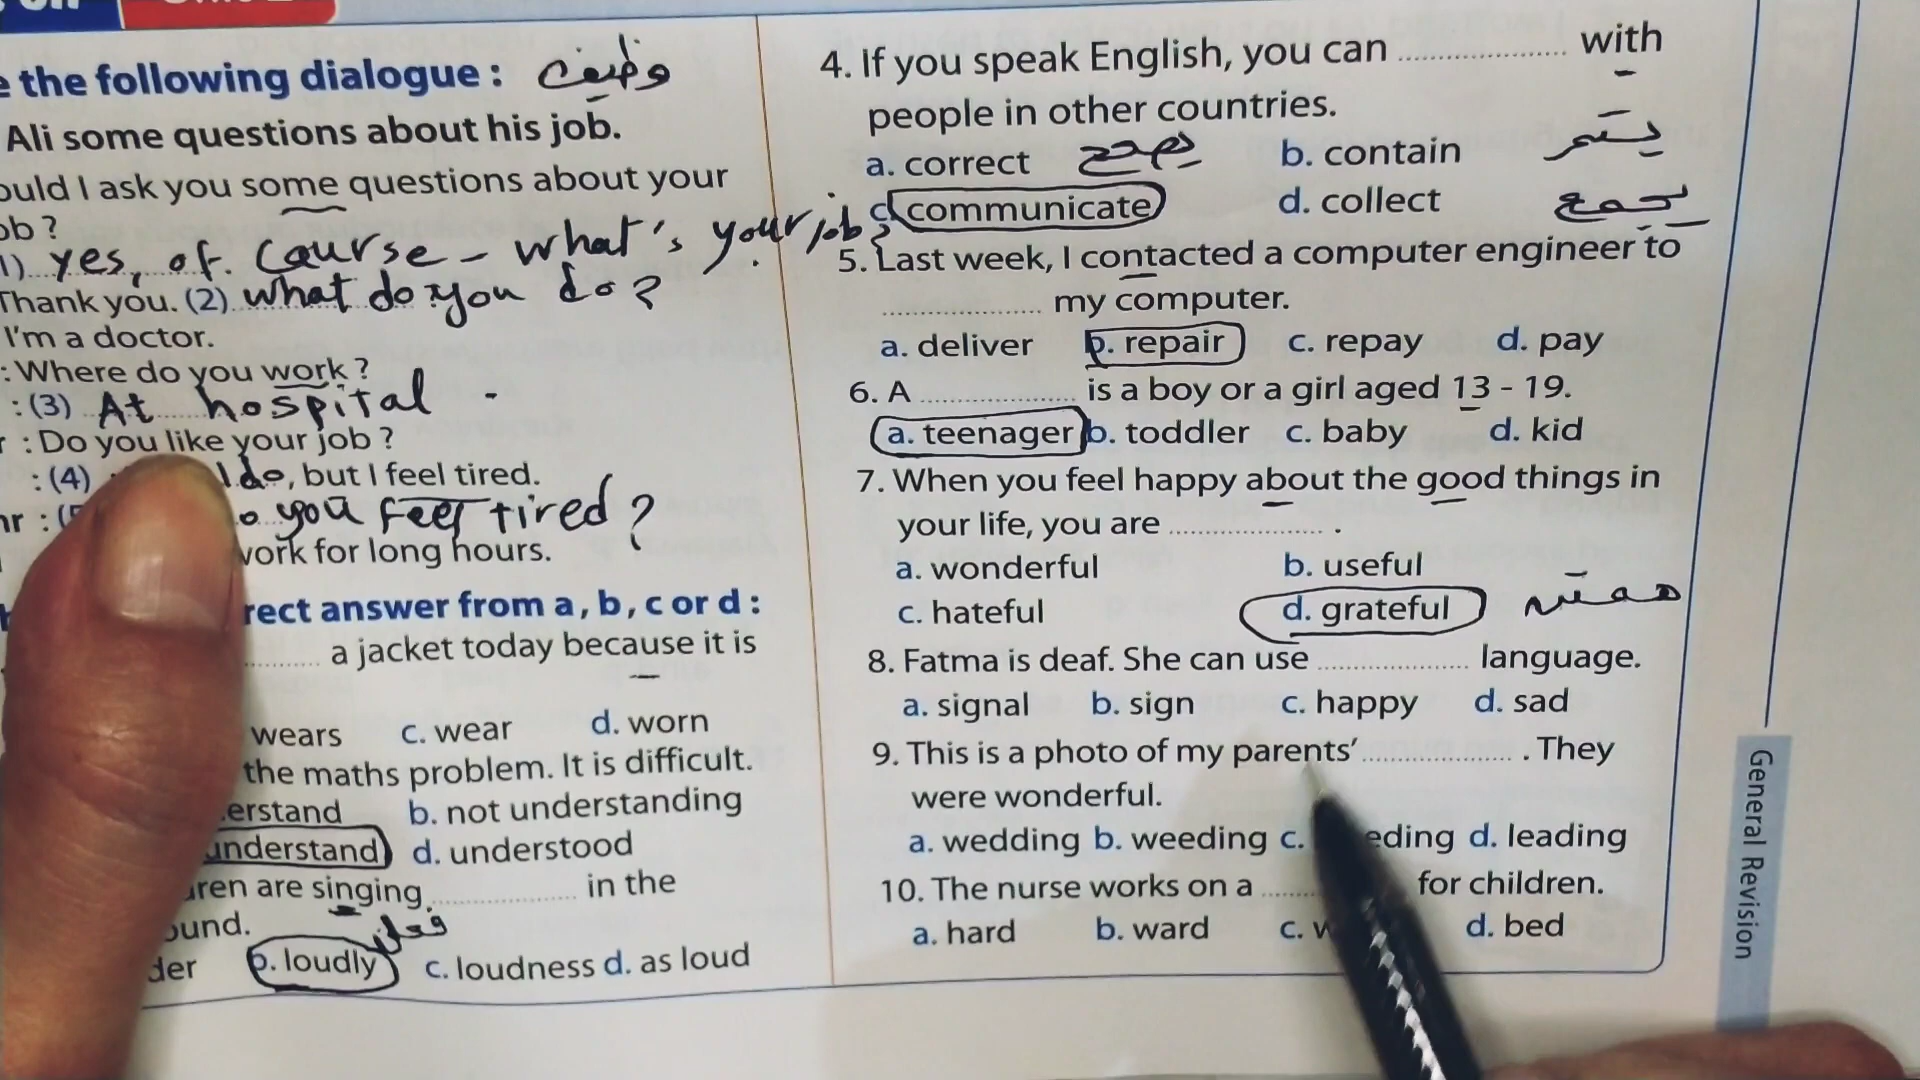 the following dialogue : وظيفة
Ali some questions about his job.
ould I ask you some questions about your
ob ?
1) yes, of course - what's your job?
Thank you. (2) what do you do?
I'm a doctor.
: Where do you work ?
: (3) At hospital -
: Do you like your job ?
: (4) I do, but I feel tired.
you feel tired?
work for long hours.
rect answer from a , b , c or d :
a jacket today because it is
wears c. wear d. worn
the maths problem. It is difficult.
erstand b. not understanding
understand d. understood
ren are singing in the
ound.
der b. loudly c. loudness d. as loud
4. If you speak English, you can with
people in other countries.
a. correct b. contain
c. communicate d. collect يجمع
5. Last week, I contacted a computer engineer to
my computer.
a. deliver b. repair c. repay d. pay
6. A is a boy or a girl aged 13 - 19.
a. teenager b. toddler c. baby d. kid
7. When you feel happy about the good things in
your life, you are .
a. wonderful b. useful
c. hateful d. grateful
8. Fatma is deaf. She can use language.
a. signal b. sign c. happy d. sad
9. This is a photo of my parents' . They
were wonderful.
a. wedding b. weeding c. eding d. leading
10. The nurse works on a for children.
a. hard b. ward c. d. bed
General Revision